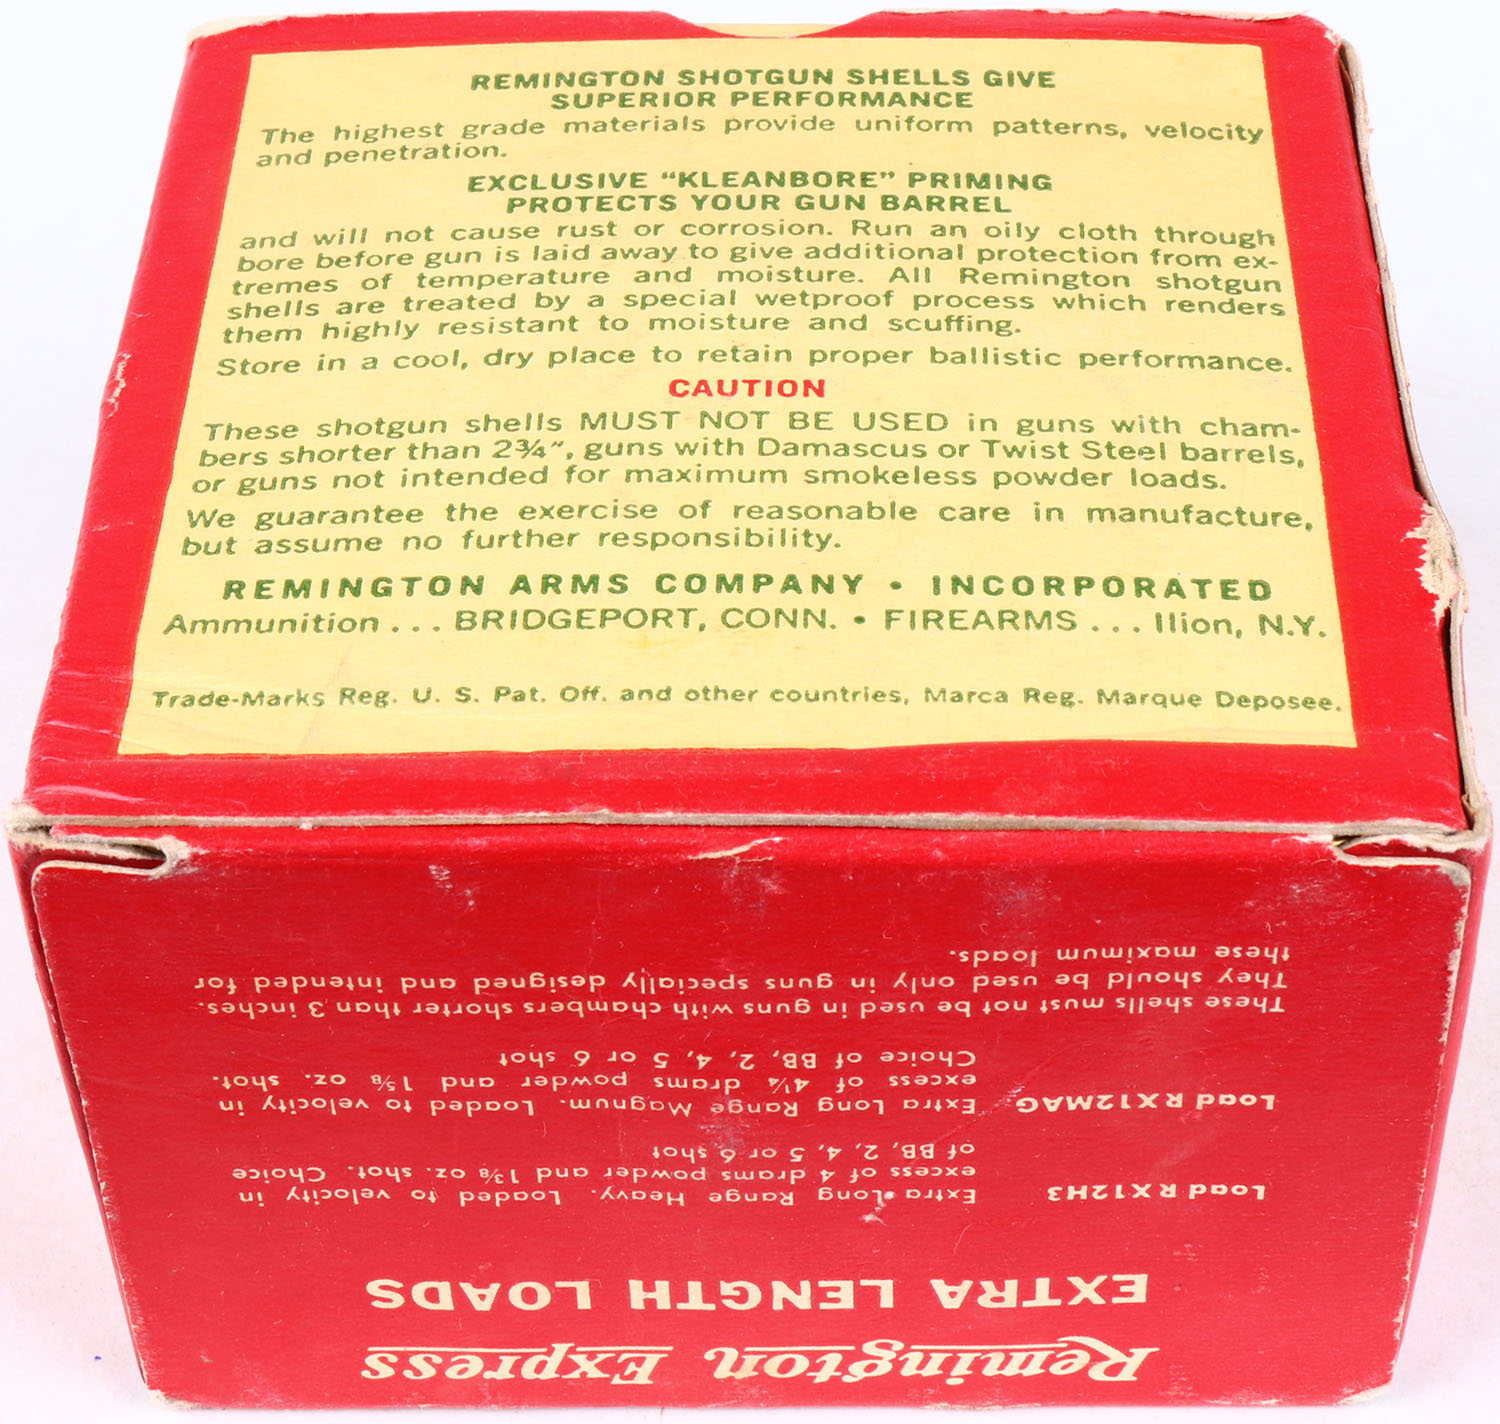 REMINGTON SHOTGUN SHELLS GIVE
SUPERIOR PERFORMANCE
The highest grade materials provide uniform patterns, velocity
and penetration.
EXCLUSIVE "KLEANBORE" PRIMING
PROTECTS YOUR GUN BARREL
and will not cause rust or corrosion. Run an oily cloth through
bore before gun is laid away to give additional protection from ex-
tremes of temperature and moisture. All Remington shotgun
shells are treated by a special wetproof process which renders
them highly resistant to moisture and scuffing.
Store in a cool, dry place to retain proper ballistic performance.
CAUTION
These shotgun shells MUST NOT BE USED in guns with cham-
bers shorter than 2¾", guns with Damascus or Twist Steel barrels,
or guns not intended for maximum smokeless powder loads.
We guarantee the exercise of reasonable care in manufacture,
but assume no further responsibility.
REMINGTON ARMS COMPANY • INCORPORATED
Ammunition ... BRIDGEPORT, CONN. • FIREARMS ... Ilion, N.Y.
Trade-Marks Reg. U. S. Pat. Off. and other countries, Marca Reg. Marque Deposee.
Remington Express
EXTRA LENGTH LOADS
Load RX12H3 Extra Long Range Heavy. Loaded to velocity in
excess of 4 drams powder and 1⅜ oz. shot. Choice
of BB, 2, 4, 5 or 6 shot
Load RX12MAG Extra Long Range Magnum. Loaded to velocity in
excess of 4¼ drams powder and 1⅝ oz. shot.
Choice of BB, 2, 4, 5 or 6 shot
These shells must not be used in guns with chambers shorter than 3 inches.
They should be used only in guns specially designed and intended for
these maximum loads.